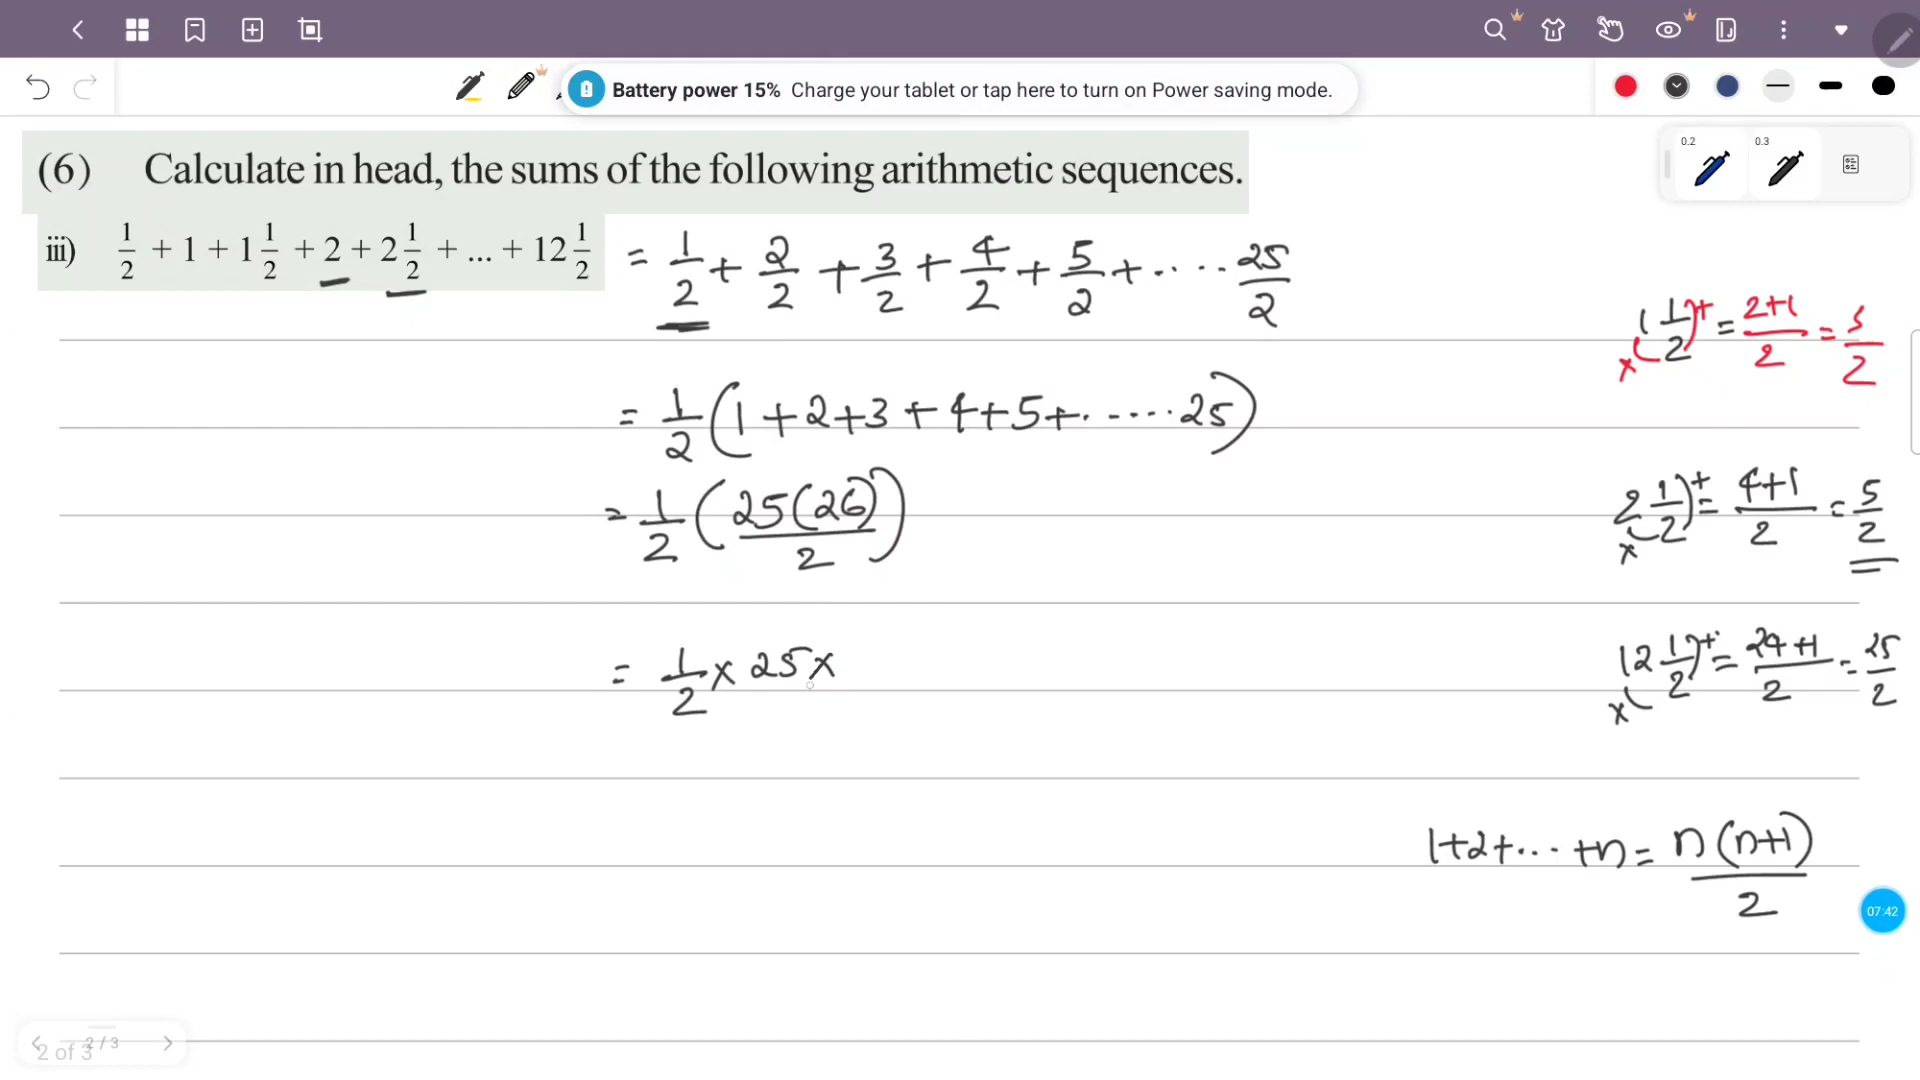 Battery power 15% Charge your tablet or tap here to turn on Power saving mode.
0.2 0.3
(6) Calculate in head, the sums of the following arithmetic sequences.
iii) 1/2 + 1 + 1 1/2 + 2 + 2 1/2 + ... + 12 1/2 = 1/2 + 2/2 + 3/2 + 4/2 + 5/2 + ..... 25/2
1 1/2 )+ x = 2+1/2 = 3/2
= 1/2 (1+2+3+4+5+......25)
= 1/2 (25(26)/2)
2 1/2 )+ x = 4+1/2 = 5/2
= 1/2 x 25 x
12 1/2 )+ x = 24+1/2 = 25/2
1+2+... +n = n(n+1)/2
07:42
2 / 3
2 of 3